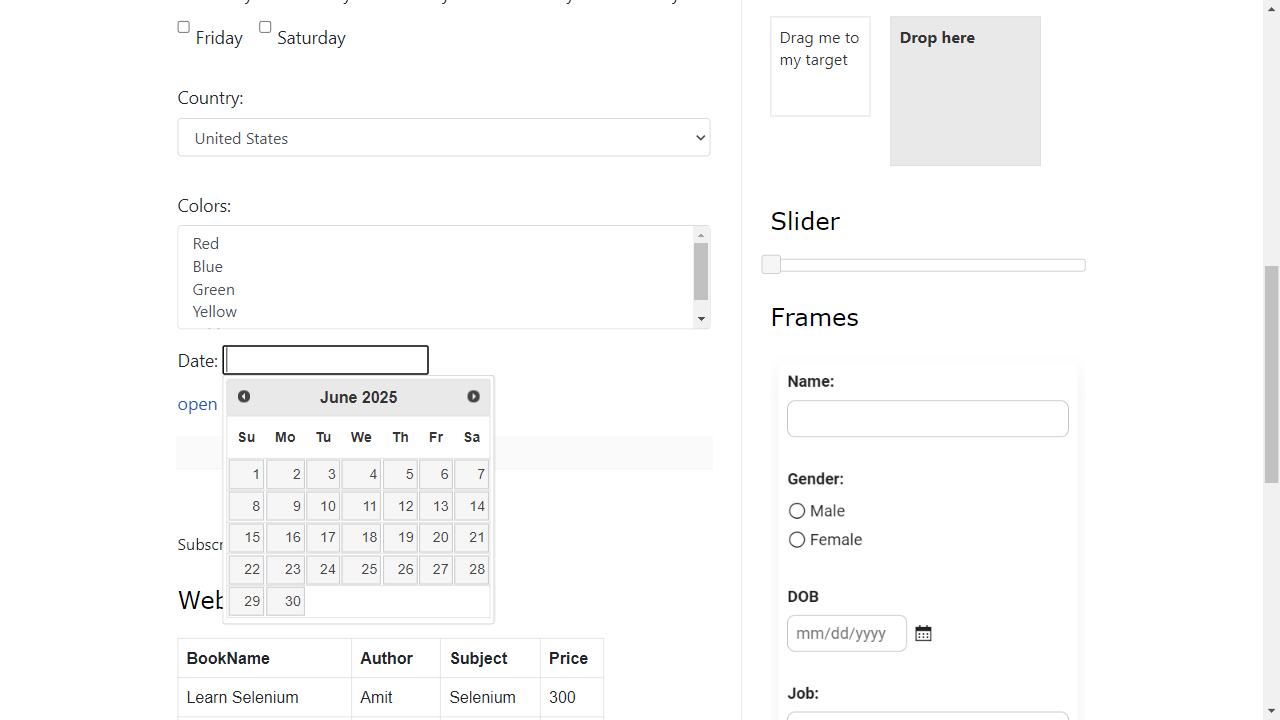 Friday Saturday
Country:
United States
Colors:
Red
Blue
Green
Yellow
Date:
open
June 2025
Su Mo Tu We Th Fr Sa
1 2 3 4 5 6 7
8 9 10 11 12 13 14
15 16 17 18 19 20 21
22 23 24 25 26 27 28
29 30
BookName Author Subject Price
Learn Selenium Amit Selenium 300
Drag me to
my target
Drop here
Slider
Frames
Name:
Gender:
Male
Female
DOB
mm/dd/yyyy
Job: